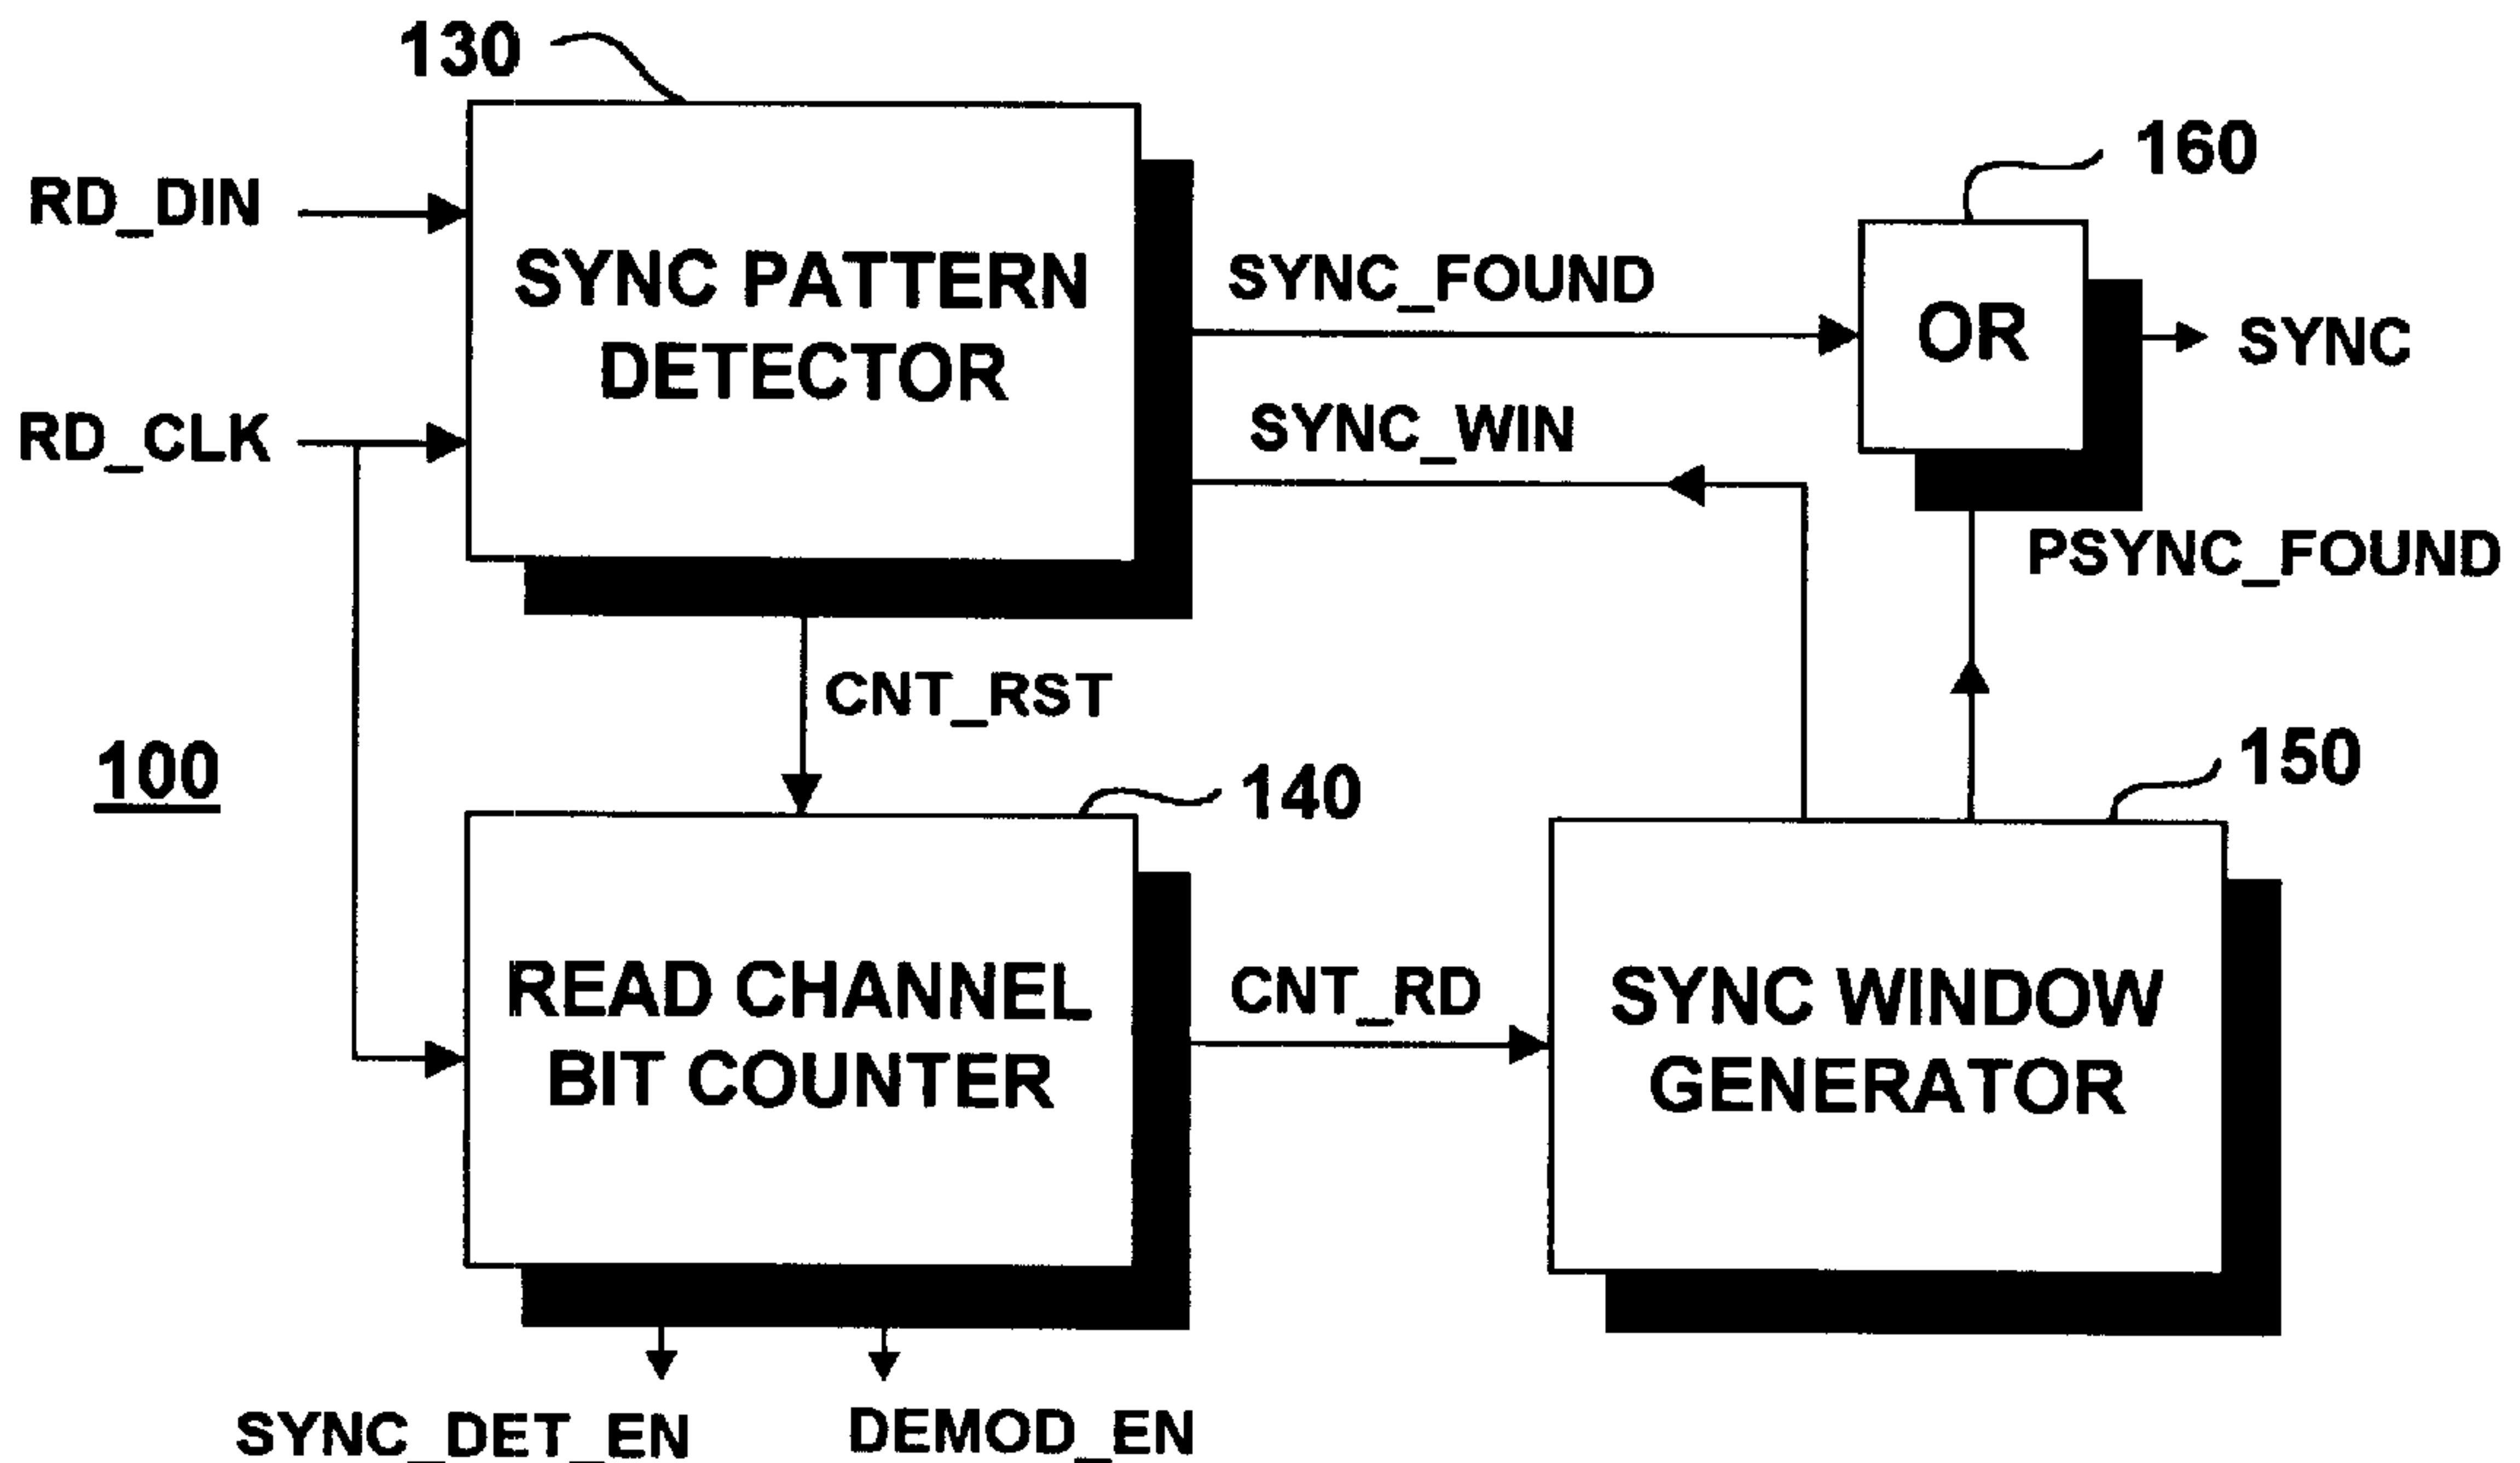 130
160
RD_DIN
SYNC PATTERN
DETECTOR
SYNC_FOUND
OR
SYNC
RD_CLK
SYNC_WIN
PSYNC_FOUND
CNT_RST
100
140
150
READ CHANNEL
BIT COUNTER
CNT_RD
SYNC WINDOW
GENERATOR
SYNC_DET_EN
DEMOD_EN